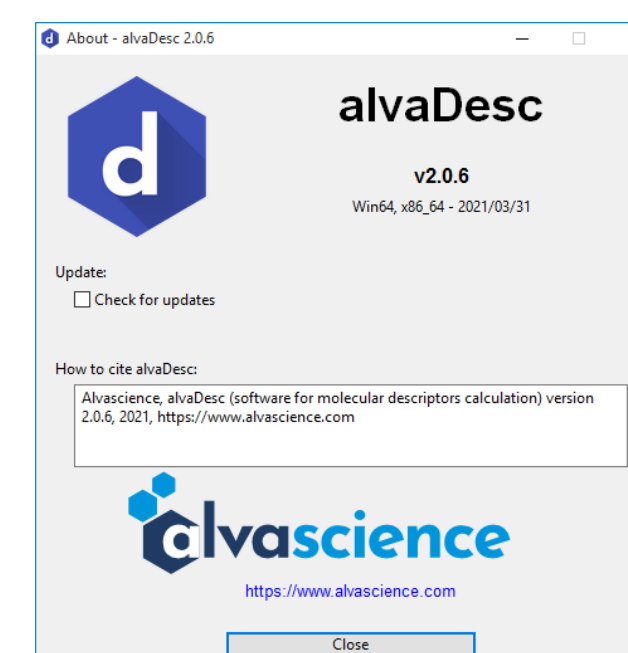 About - alvaDesc 2.0.6
d
alvaDesc
v2.0.6
Win64, x86_64 - 2021/03/31
Update:
Check for updates
How to cite alvaDesc:
Alvascience, alvaDesc (software for molecular descriptors calculation) version
2.0.6, 2021, https://www.alvascience.com
alvascience
https://www.alvascience.com
Close